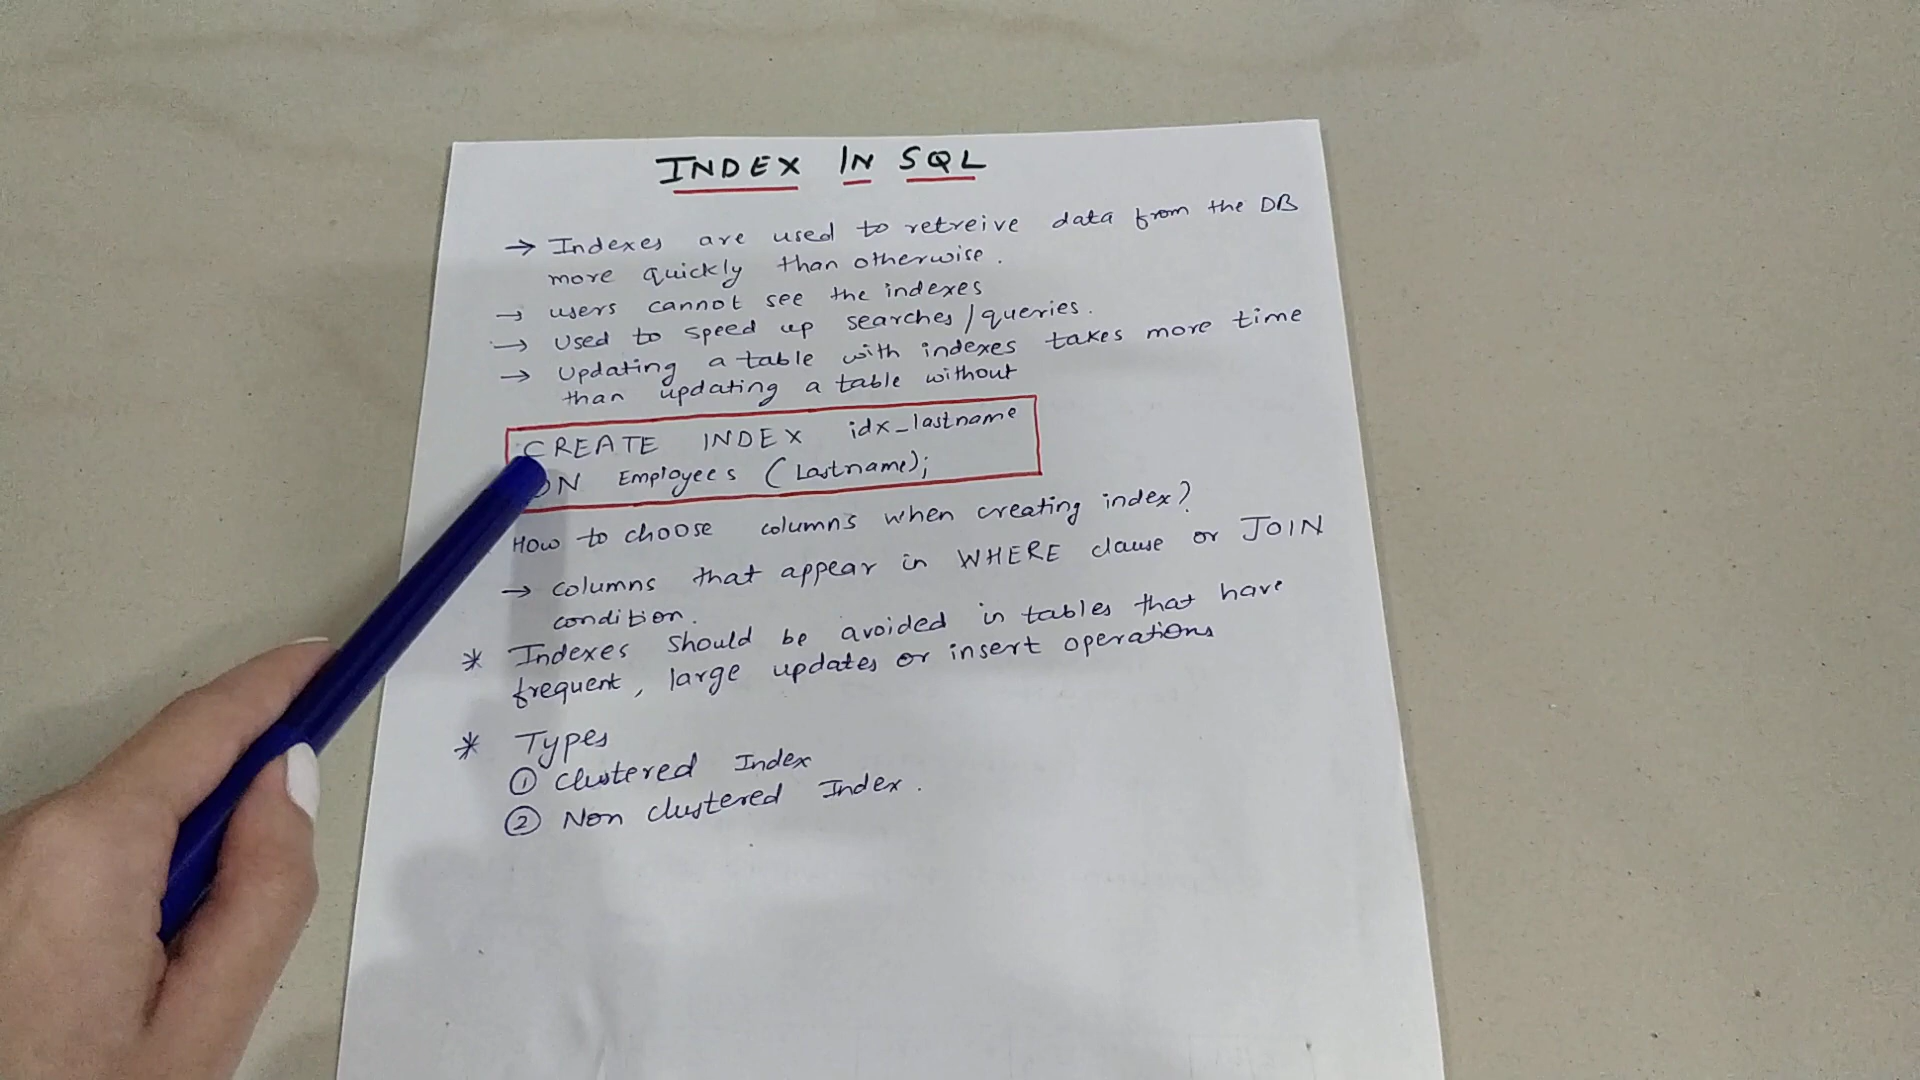 INDEX IN SQL
→ Indexes are used to retreive data from the DB
more quickly than otherwise.
→ users cannot see the indexes
→ used to speed up searches/queries.
→ Updating a table with indexes takes more time
than updating a table without
CREATE INDEX idx_lastname
ON Employees (Lastname);
How to choose columns when creating index?
→ columns that appear in WHERE clause or JOIN
condition.
* Indexes should be avoided in tables that have
frequent, large updates or insert operations
* Types
① Clustered Index
② Non clustered Index.